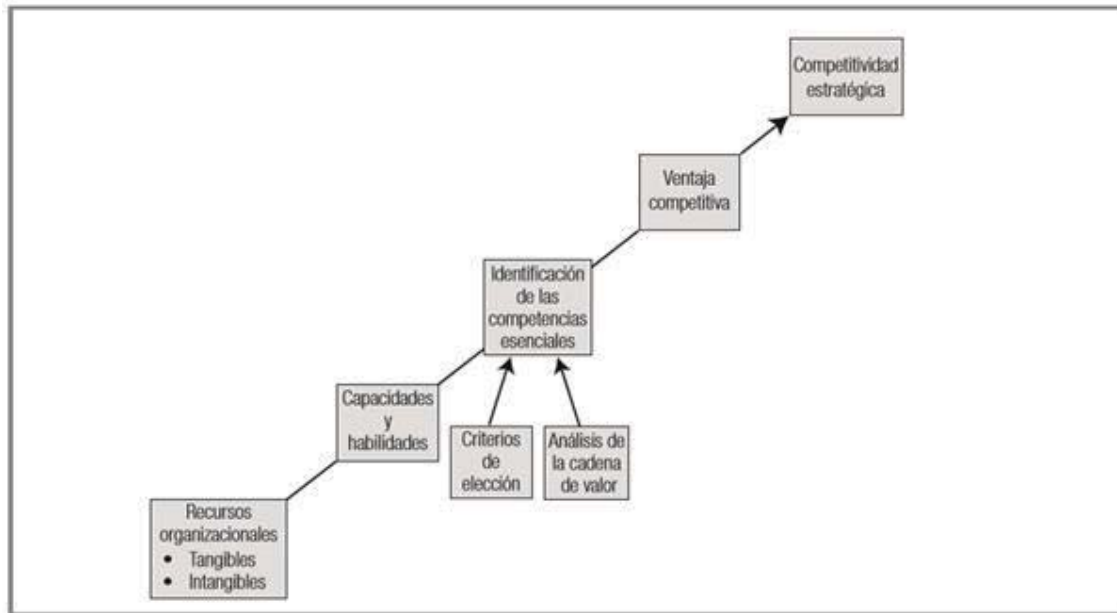 Competitividad
estratégica
Ventaja
competitiva
Identificación
de las
competencias
esenciales
Capacidades
y
habilidades
Criterios
de
elección
Análisis de
la cadena
de valor
Recursos
organizacionales
• Tangibles
• Intangibles